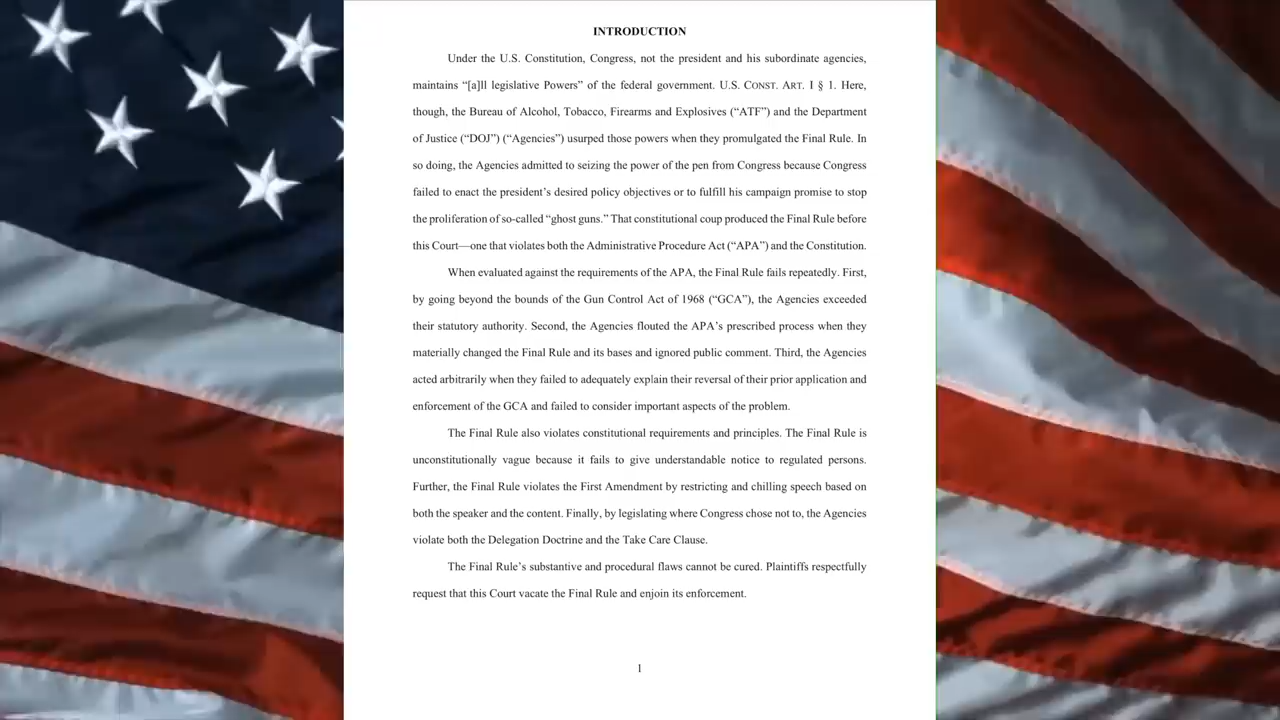 INTRODUCTION
Under the U.S. Constitution, Congress, not the president and his subordinate agencies,
maintains “[a]ll legislative Powers” of the federal government. U.S. CONST. ART. I § 1. Here,
though, the Bureau of Alcohol, Tobacco, Firearms and Explosives (“ATF”) and the Department
of Justice (“DOJ”) (“Agencies”) usurped those powers when they promulgated the Final Rule. In
so doing, the Agencies admitted to seizing the power of the pen from Congress because Congress
failed to enact the president’s desired policy objectives or to fulfill his campaign promise to stop
the proliferation of so-called “ghost guns.” That constitutional coup produced the Final Rule before
this Court—one that violates both the Administrative Procedure Act (“APA”) and the Constitution.
When evaluated against the requirements of the APA, the Final Rule fails repeatedly. First,
by going beyond the bounds of the Gun Control Act of 1968 (“GCA”), the Agencies exceeded
their statutory authority. Second, the Agencies flouted the APA’s prescribed process when they
materially changed the Final Rule and its bases and ignored public comment. Third, the Agencies
acted arbitrarily when they failed to adequately explain their reversal of their prior application and
enforcement of the GCA and failed to consider important aspects of the problem.
The Final Rule also violates constitutional requirements and principles. The Final Rule is
unconstitutionally vague because it fails to give understandable notice to regulated persons.
Further, the Final Rule violates the First Amendment by restricting and chilling speech based on
both the speaker and the content. Finally, by legislating where Congress chose not to, the Agencies
violate both the Delegation Doctrine and the Take Care Clause.
The Final Rule’s substantive and procedural flaws cannot be cured. Plaintiffs respectfully
request that this Court vacate the Final Rule and enjoin its enforcement.
1